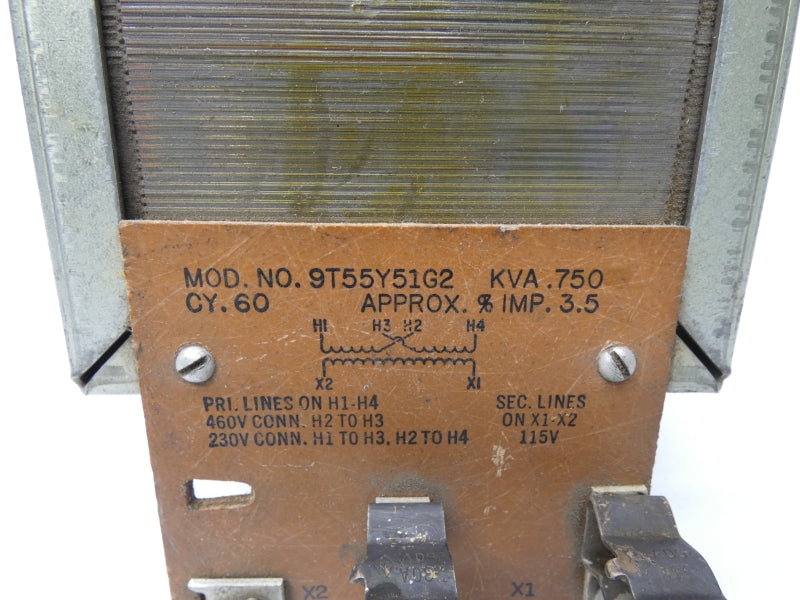 MOD. NO. 9T55Y51G2 KVA .750
CY. 60 APPROX. % IMP. 3.5
H1 H3 H2 H4
X2 X1
PRI. LINES ON H1-H4
460V CONN. H2 TO H3
230V CONN. H1 TO H3, H2 TO H4
SEC. LINES
ON X1-X2
115V
X2 X1